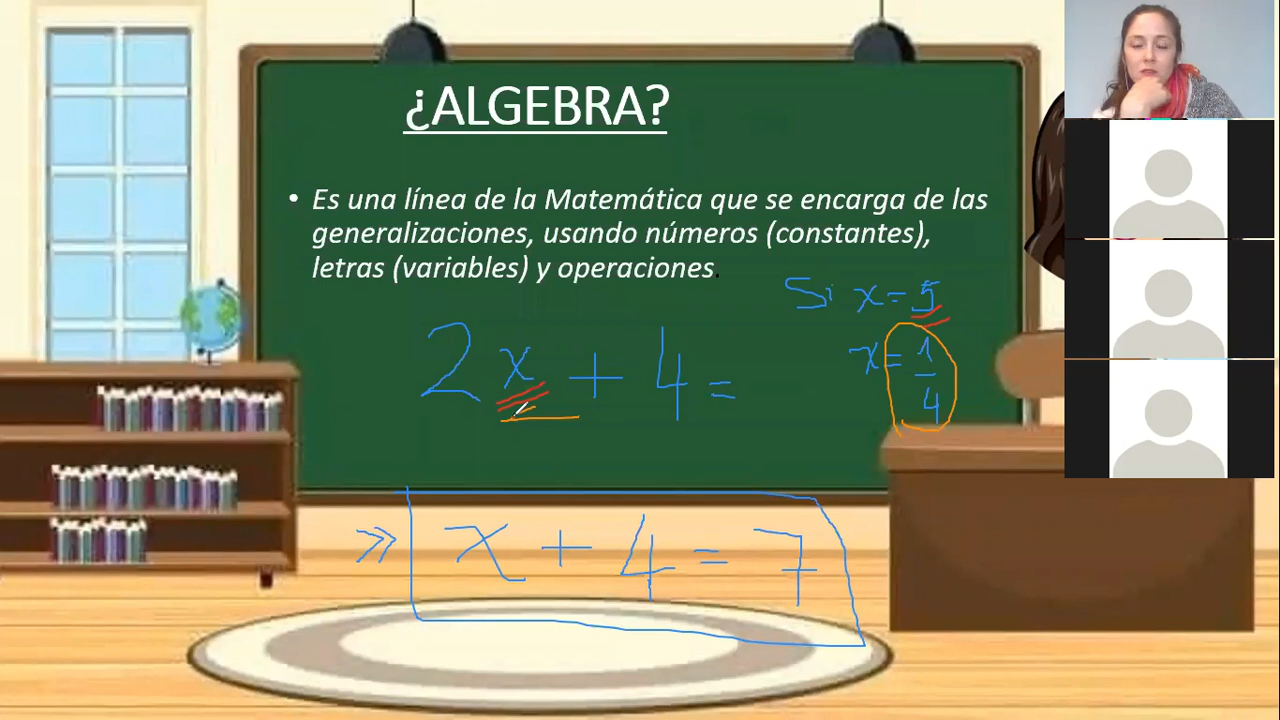 ¿ALGEBRA?
• Es una línea de la Matemática que se encarga de las
generalizaciones, usando números (constantes),
letras (variables) y operaciones.
Si x = 5
x = 1/4
2x + 4 =
>> x + 4 = 7